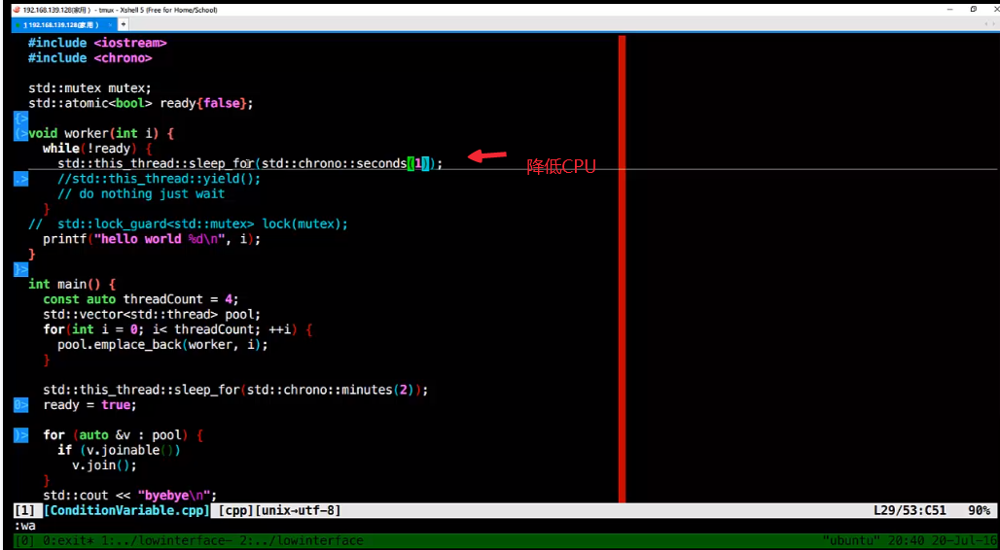 192.168.139.128(家用 ) - tmux - Xshell 5 (Free for Home/School)
1 192.168.139.128(家用 ) × +
#include <iostream>
#include <chrono>
std::mutex mutex;
std::atomic<bool> ready{false};
{>
(>void worker(int i) {
while(!ready) {
std::this_thread::sleep_for(std::chrono::seconds(1));
降低CPU
.> //std::this_thread::yield();
// do nothing just wait
}
// std::lock_guard<std::mutex> lock(mutex);
printf("hello world %d\n", i);
}
}>
int main() {
const auto threadCount = 4;
std::vector<std::thread> pool;
for(int i = 0; i< threadCount; ++i) {
pool.emplace_back(worker, i);
}
std::this_thread::sleep_for(std::chrono::minutes(2));
0> ready = true;
)> for (auto &v : pool) {
if (v.joinable())
v.join();
}
std::cout << "byebye\n";
[1] [ConditionVariable.cpp] [cpp][unix→utf-8] L29/53:C51 90%
:wa
[0] 0:exit* 1:../lowinterface- 2:../lowinterface "ubuntu" 20:40 20-Jul-16